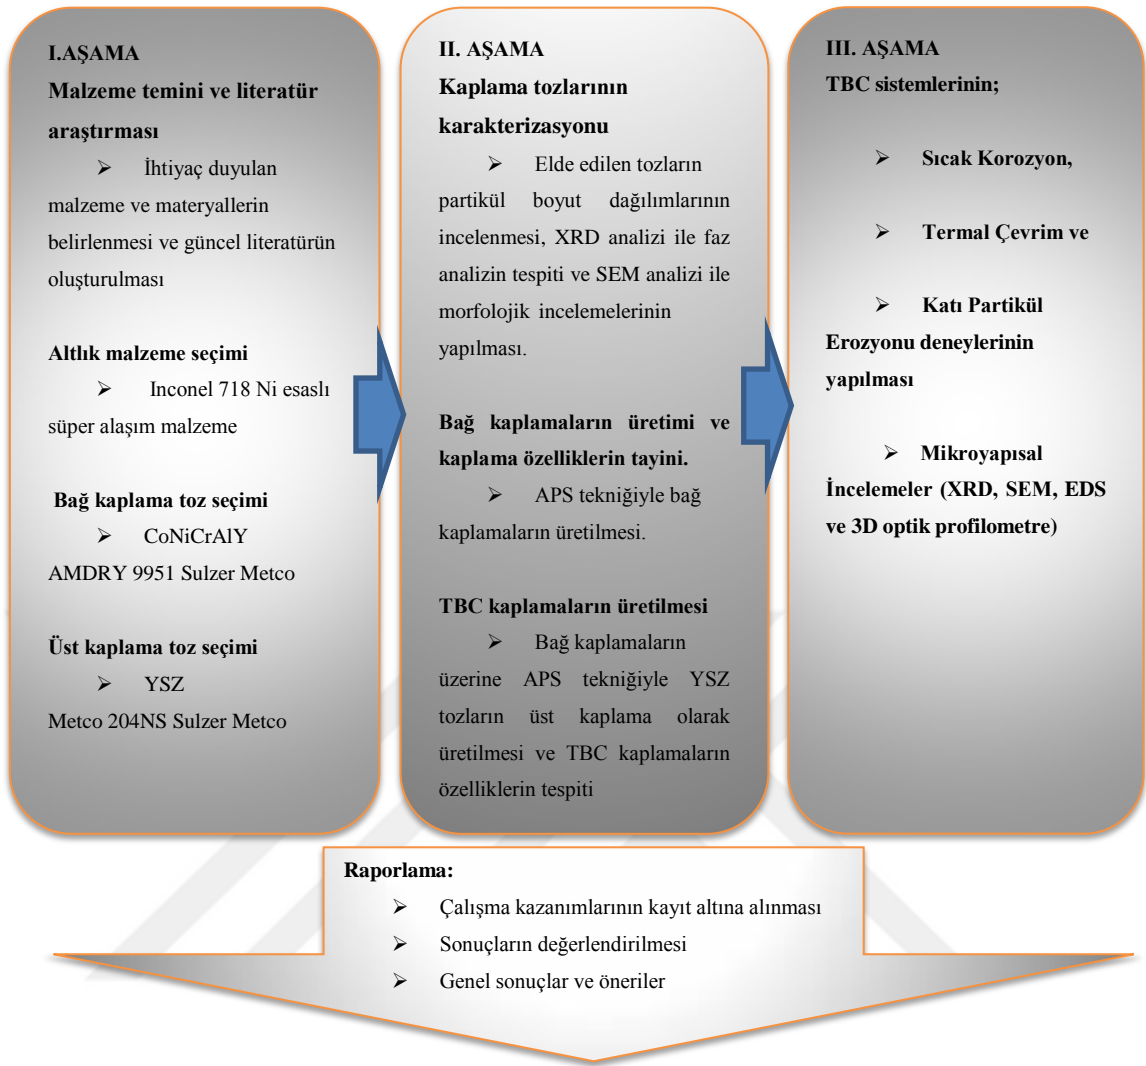 I.AŞAMA
Malzeme temini ve literatür
araştırması
➢ İhtiyaç duyulan
malzeme ve materyallerin
belirlenmesi ve güncel literatürün
oluşturulması
Altlık malzeme seçimi
➢ Inconel 718 Ni esaslı
süper alaşım malzeme
Bağ kaplama toz seçimi
➢ CoNiCrAlY
AMDRY 9951 Sulzer Metco
Üst kaplama toz seçimi
➢ YSZ
Metco 204NS Sulzer Metco
II. AŞAMA
Kaplama tozlarının
karakterizasyonu
➢ Elde edilen tozların
partikül boyut dağılımlarının
incelenmesi, XRD analizi ile faz
analizin tespiti ve SEM analizi ile
morfolojik incelemelerinin
yapılması.
Bağ kaplamaların üretimi ve
kaplama özelliklerin tayini.
➢ APS tekniğiyle bağ
kaplamaların üretilmesi.
TBC kaplamaların üretilmesi
➢ Bağ kaplamaların
üzerine APS tekniğiyle YSZ
tozların üst kaplama olarak
üretilmesi ve TBC kaplamaların
özelliklerin tespiti
III. AŞAMA
TBC sistemlerinin;
➢ Sıcak Korozyon,
➢ Termal Çevrim ve
➢ Katı Partikül
Erozyonu deneylerinin
yapılması
➢ Mikroyapısal
İncelemeler (XRD, SEM, EDS
ve 3D optik profilometre)
Raporlama:
➢ Çalışma kazanımlarının kayıt altına alınması
➢ Sonuçların değerlendirilmesi
➢ Genel sonuçlar ve öneriler